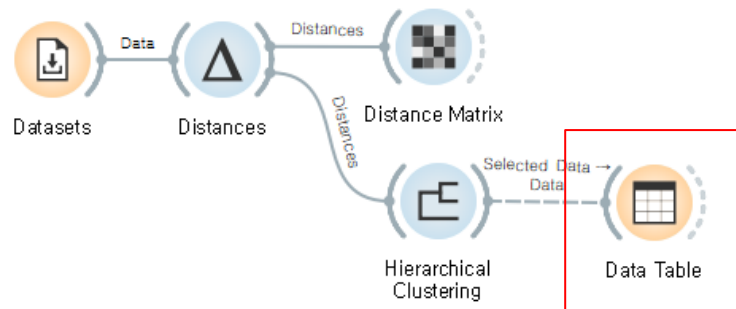 Data
Distances
Datasets
Distances
Distance Matrix
Distances
Selected Data →
Data
Hierarchical
Clustering
Data Table